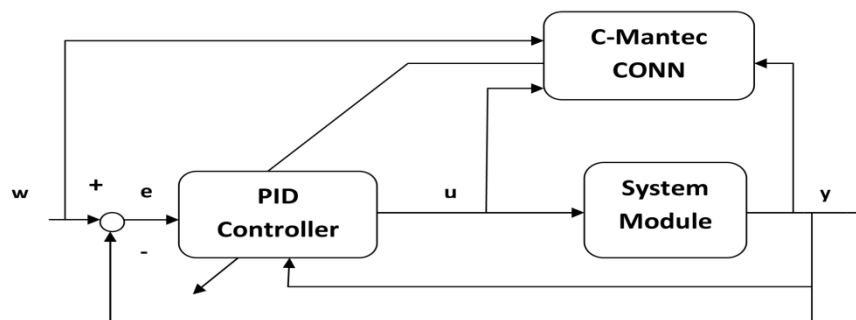 C-Mantec
CONN
w
+
e
-
PID
Controller
u
System
Module
y